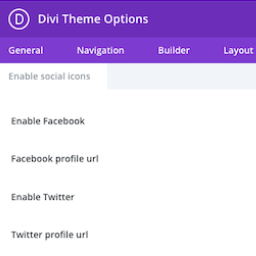 D Divi Theme Options
General Navigation Builder Layout
Enable social icons
Enable Facebook
Facebook profile url
Enable Twitter
Twitter profile url